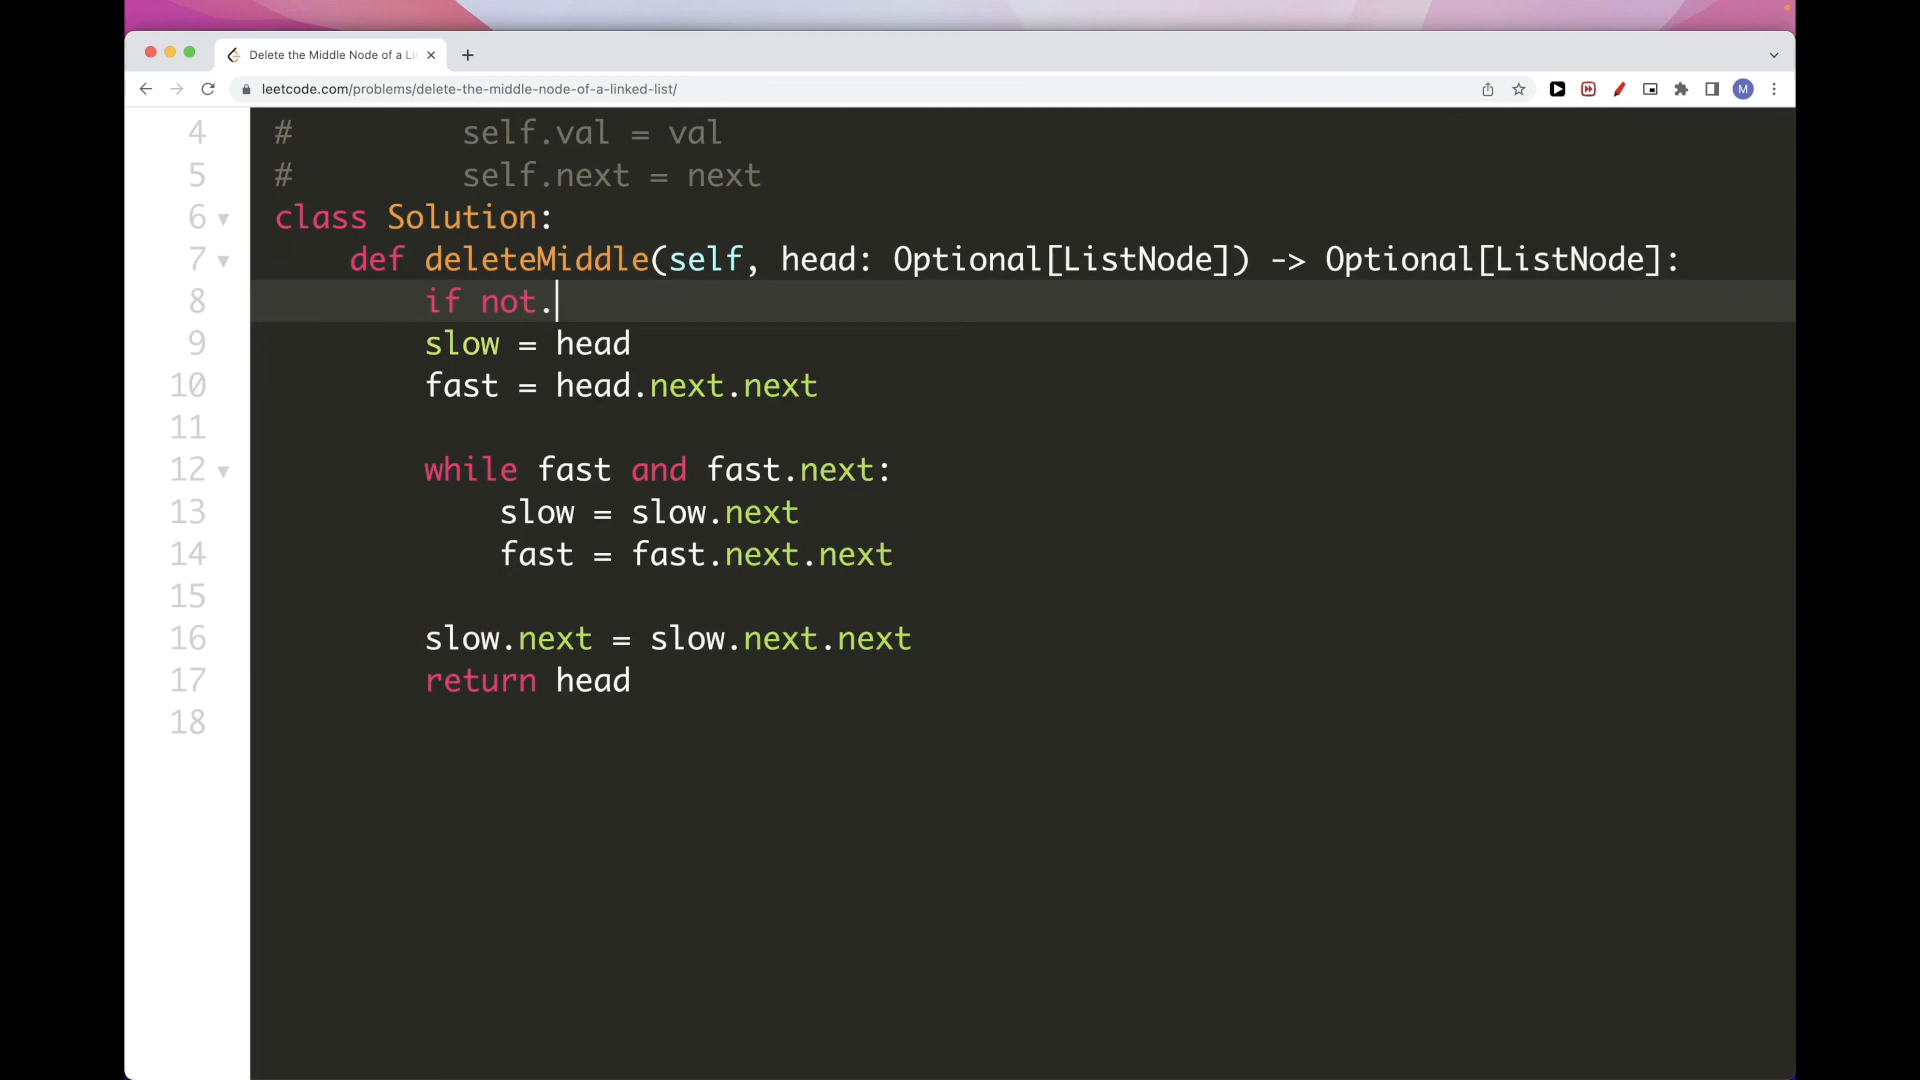 Delete the Middle Node of a Li
leetcode.com/problems/delete-the-middle-node-of-a-linked-list/
M
4 #         self.val = val
5 #         self.next = next
6 class Solution:
7     def deleteMiddle(self, head: Optional[ListNode]) -> Optional[ListNode]:
8         if not.
9         slow = head
10         fast = head.next.next
11
12         while fast and fast.next:
13             slow = slow.next
14             fast = fast.next.next
15
16         slow.next = slow.next.next
17         return head
18